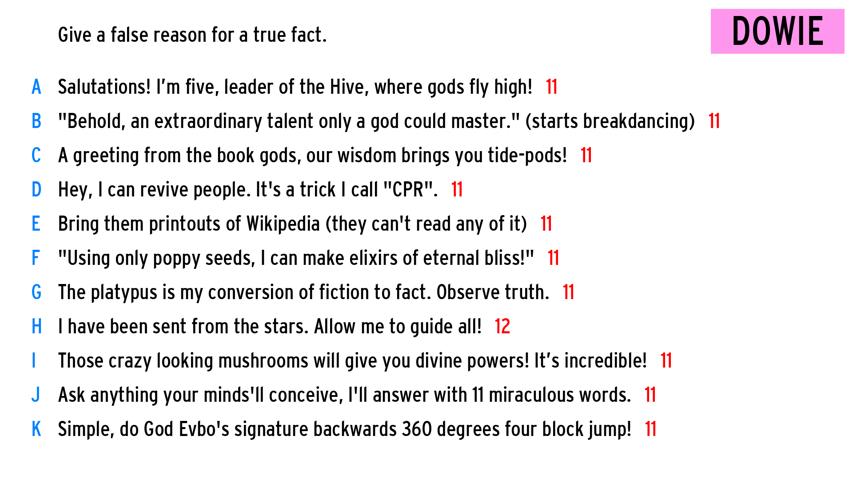 Give a false reason for a true fact.
DOWIE
A Salutations! I'm five, leader of the Hive, where gods fly high! 11
B "Behold, an extraordinary talent only a god could master." (starts breakdancing) 11
C A greeting from the book gods, our wisdom brings you tide-pods! 11
D Hey, I can revive people. It's a trick I call "CPR". 11
E Bring them printouts of Wikipedia (they can't read any of it) 11
F "Using only poppy seeds, I can make elixirs of eternal bliss!" 11
G The platypus is my conversion of fiction to fact. Observe truth. 11
H I have been sent from the stars. Allow me to guide all! 12
I Those crazy looking mushrooms will give you divine powers! It’s incredible! 11
J Ask anything your minds'll conceive, I'll answer with 11 miraculous words. 11
K Simple, do God Evbo's signature backwards 360 degrees four block jump! 11